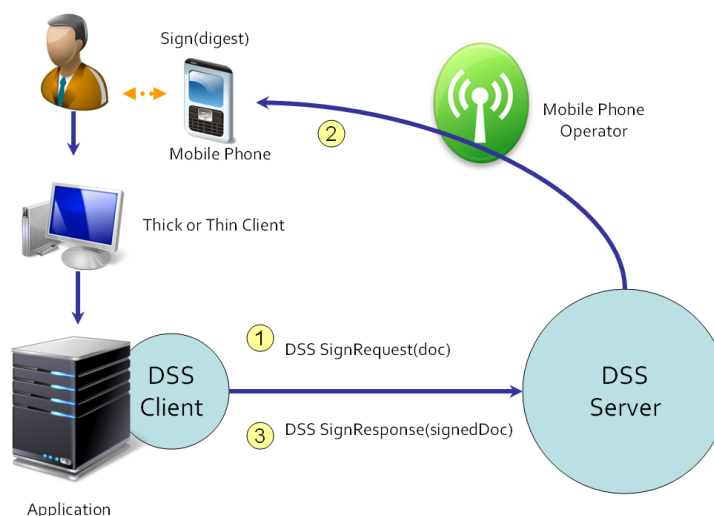 Sign(digest)
Mobile Phone
Operator
2
Mobile Phone
Thick or Thin Client
1
DSS SignRequest(doc)
DSS
Client
DSS
Server
3
DSS SignResponse(signedDoc)
Application